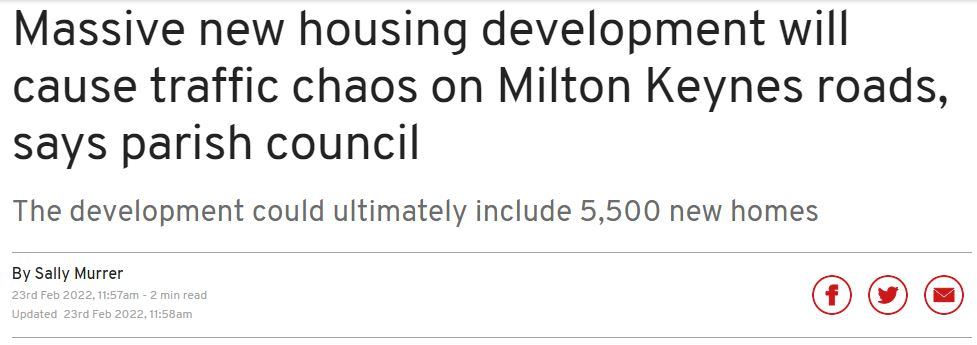 Massive new housing development will
cause traffic chaos on Milton Keynes roads,
says parish council
The development could ultimately include 5,500 new homes
By Sally Murrer
23rd Feb 2022, 11:57am - 2 min read
Updated 23rd Feb 2022, 11:58am